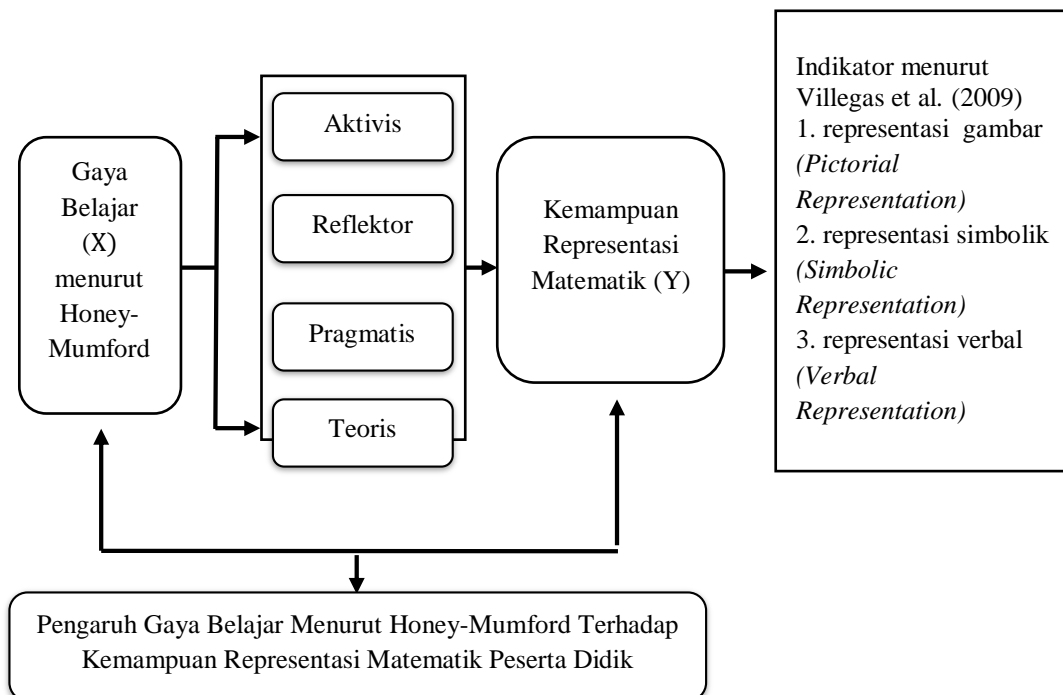 Gaya
Belajar
(X)
menurut
Honey-
Mumford
Aktivis
Reflektor
Pragmatis
Teoris
Kemampuan
Representasi
Matematik (Y)
Indikator menurut
Villegas et al. (2009)
1. representasi gambar
(Pictorial
Representation)
2. representasi simbolik
(Simbolic
Representation)
3. representasi verbal
(Verbal
Representation)
Pengaruh Gaya Belajar Menurut Honey-Mumford Terhadap
Kemampuan Representasi Matematik Peserta Didik